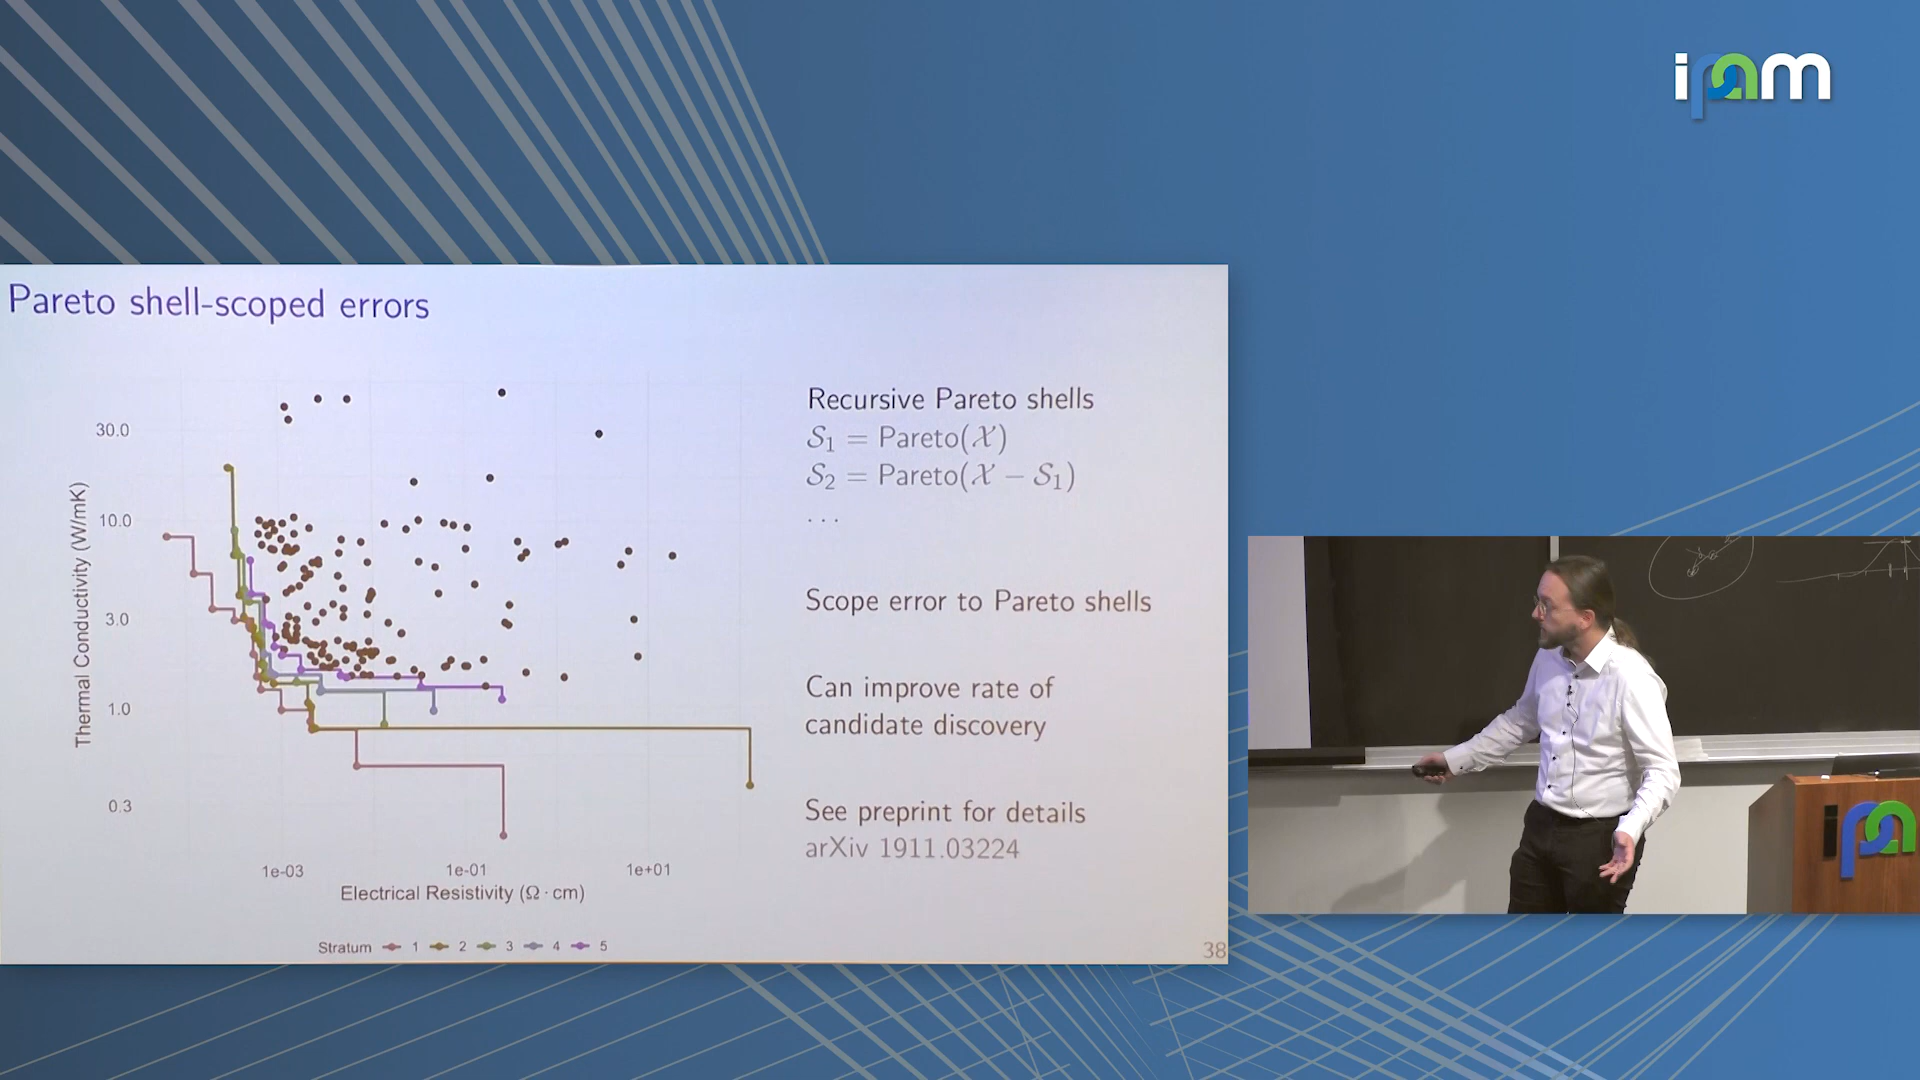 ipam
Pareto shell-scoped errors
30.0
10.0
3.0
1.0
0.3
Thermal Conductivity (W/mK)
1e-03
1e-01
1e+01
Electrical Resistivity (Ω · cm)
Stratum 1 2 3 4 5
Recursive Pareto shells
𝒮₁ = Pareto(𝒳)
𝒮₂ = Pareto(𝒳 − 𝒮₁)
...
Scope error to Pareto shells
Can improve rate of
candidate discovery
See preprint for details
arXiv 1911.03224
38
ipa